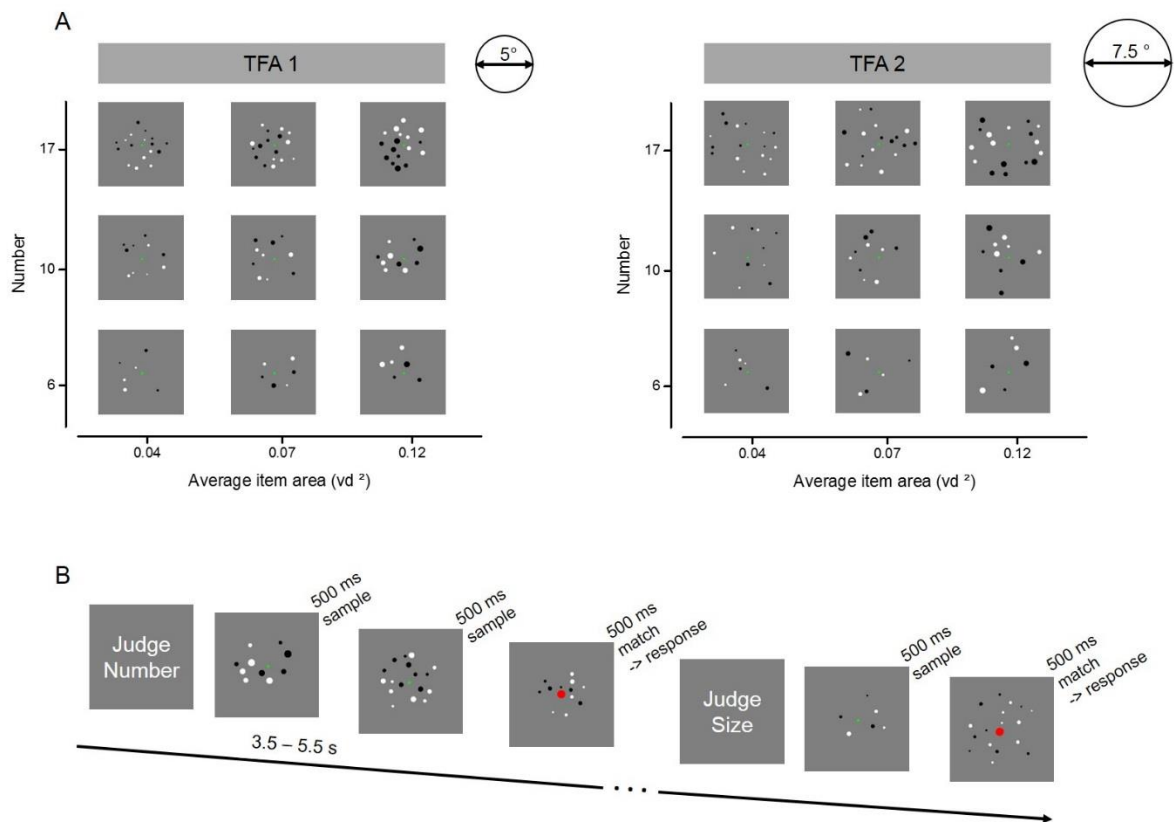 A
TFA 1
5°
TFA 2
7.5 °
Number
17
10
6
0.04
0.07
0.12
Average item area (vd ²)
Number
17
10
6
0.04
0.07
0.12
Average item area (vd ²)
B
Judge
Number
500 ms
sample
500 ms
sample
500 ms
match
-> response
Judge
Size
500 ms
sample
500 ms
match
-> response
3.5 – 5.5 s
...